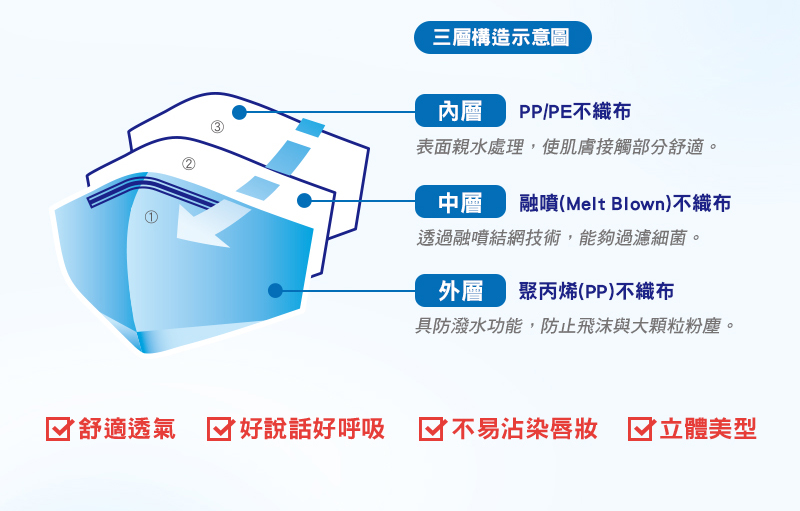 三層構造示意圖
內層 PP/PE不織布
表面親水處理，使肌膚接觸部分舒適。
③
②
中層 融噴(Melt Blown)不織布
①
透過融噴結網技術，能夠過濾細菌。
外層 聚丙烯(PP)不織布
具防潑水功能，防止飛沫與大顆粒粉塵。
舒適透氣 好說話好呼吸 不易沾染唇妝 立體美型